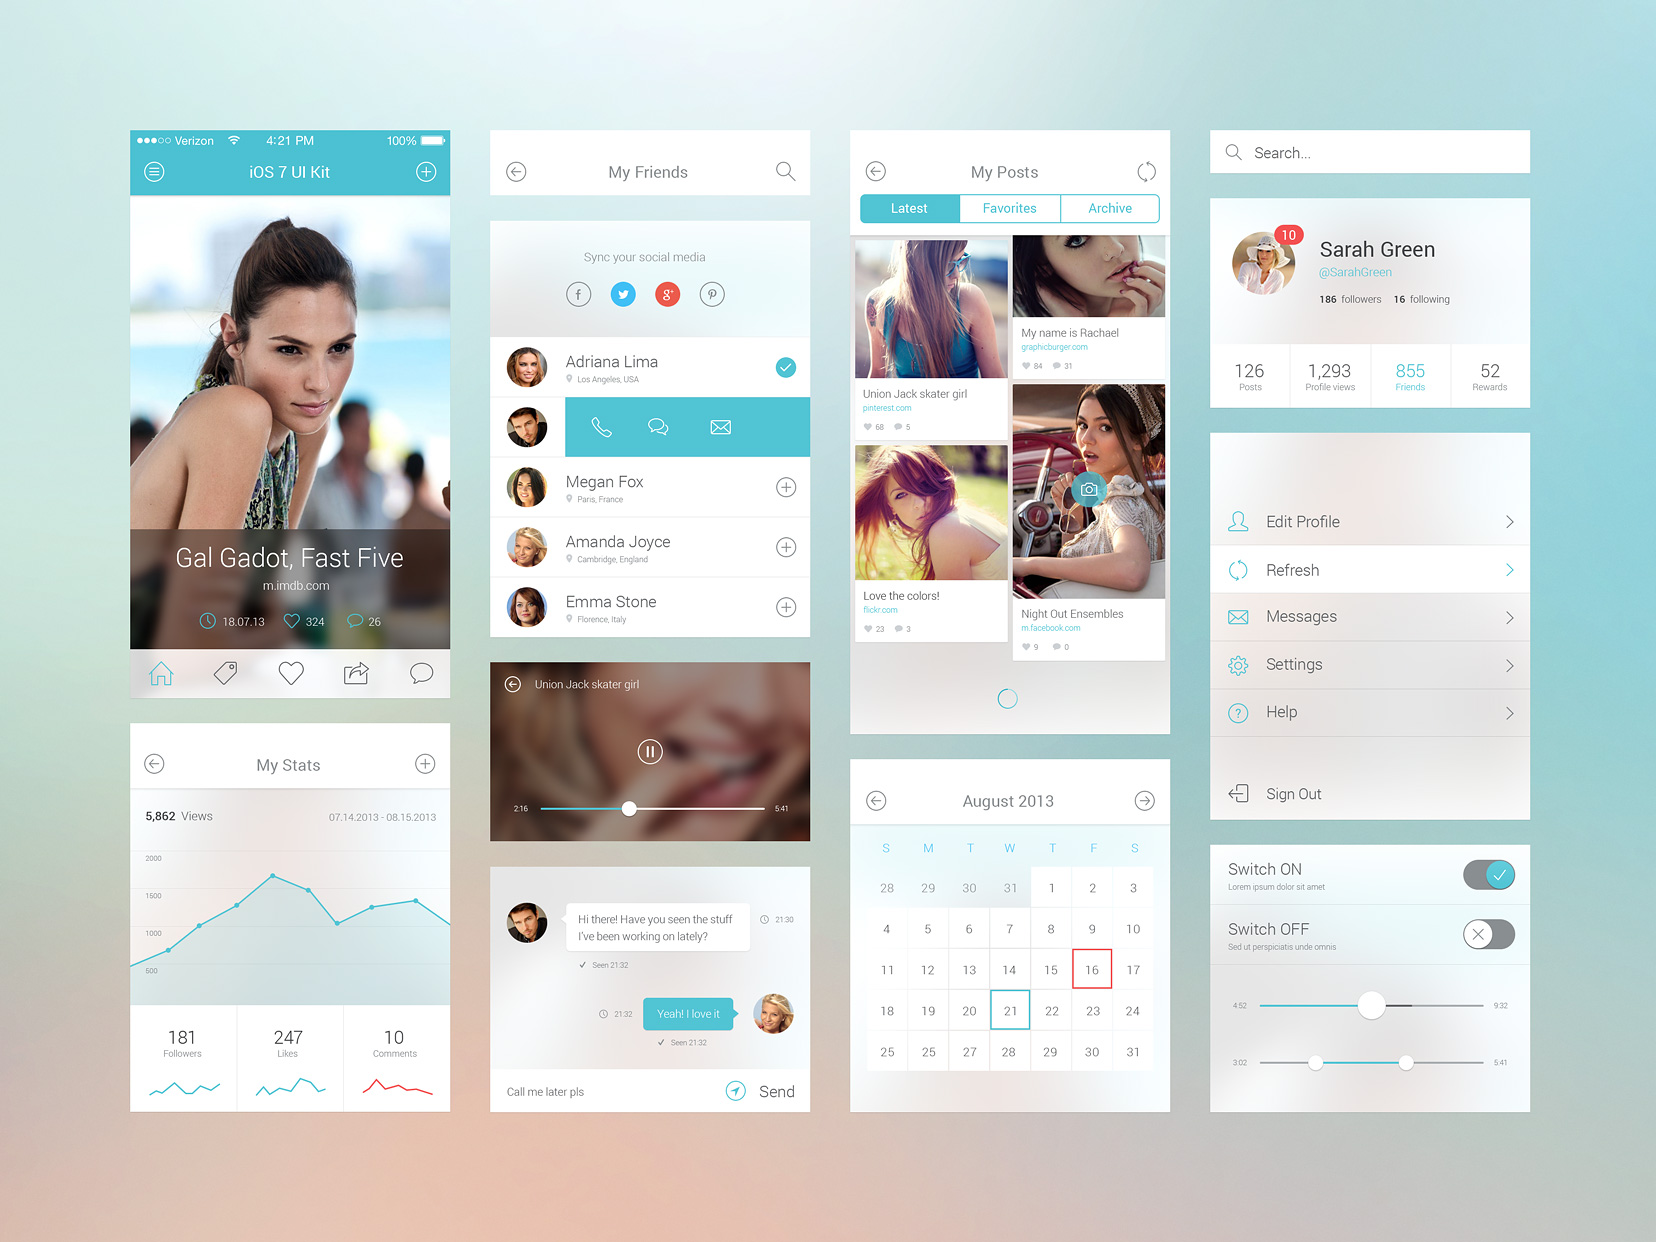 Verizon 4:21 PM 100%
iOS 7 UI Kit
Gal Gadot, Fast Five
m.imdb.com
18.07.13 324 26
My Stats
5,862 Views 07.14.2013 - 08.15.2013
2000
1500
1000
500
181 247 10
Followers Likes Comments
My Friends
Sync your social media
f g+
Adriana Lima
Los Angeles, USA
Megan Fox
Paris, France
Amanda Joyce
Cambridge, England
Emma Stone
Florence, Italy
Union Jack skater girl
2:16 5:41
Hi there! Have you seen the stuff
I've been working on lately?
21:30
Seen 21:32
21:32 Yeah! I love it
Seen 21:32
Call me later pls Send
My Posts
Latest Favorites Archive
Union Jack skater girl
pinterest.com
68 5
Love the colors!
flickr.com
23 3
My name is Rachael
graphicburger.com
84 31
Night Out Ensembles
m.facebook.com
9 0
August 2013
S M T W T F S
28 29 30 31 1 2 3
4 5 6 7 8 9 10
11 12 13 14 15 16 17
18 19 20 21 22 23 24
25 25 27 28 29 30 31
Search...
10
Sarah Green
@SarahGreen
186 followers 16 following
126 1,293 855 52
Posts Profile views Friends Rewards
Edit Profile
Refresh
Messages
Settings
? Help
Sign Out
Switch ON
Lorem ipsum dolor sit amet
Switch OFF
Sed ut perspiciatis unde omnis
4:52 9:32
3:02 5:41